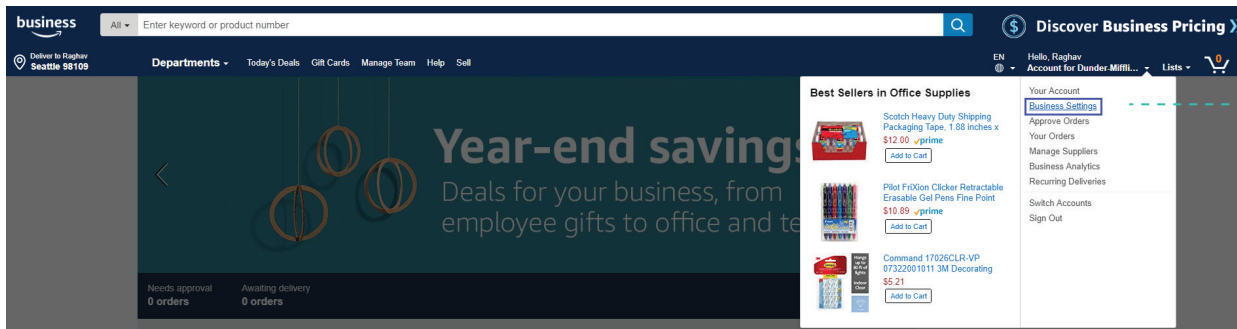 business
All
Enter keyword or product number
Discover Business Pricing
Deliver to Raghav
Seattle 98109
Departments
Today's Deals
Gift Cards
Manage Team
Help
Sell
EN
Hello, Raghav
Account for Dunder-Miffli...
Lists
0
Year-end savings
Deals for your business, from
employee gifts to office and te
Needs approval
0 orders
Awaiting delivery
0 orders
Best Sellers in Office Supplies
Scotch Heavy Duty Shipping
Packaging Tape, 1.88 inches x
$12.00 prime
Add to Cart
Pilot FriXion Clicker Retractable
Erasable Gel Pens Fine Point
$10.89 prime
Add to Cart
Command 17026CLR-VP
07322001011 3M Decorating
$5.21
Add to Cart
Your Account
Business Settings
Approve Orders
Your Orders
Manage Suppliers
Business Analytics
Recurring Deliveries
Switch Accounts
Sign Out